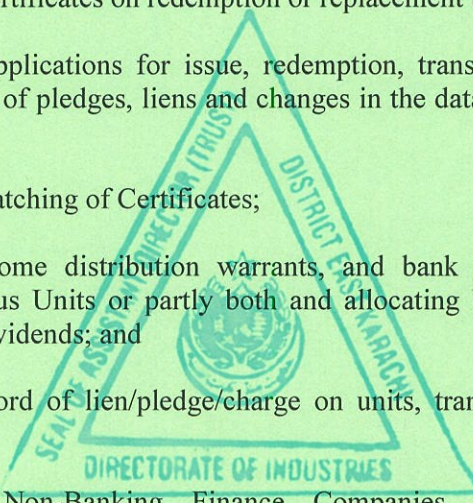 ertificates on redemption or replacement
pplications for issue, redemption, trans
of pledges, liens and changes in the data
atching of Certificates;
ome distribution warrants, and bank
us Units or partly both and allocating
vidends; and
ord of lien/pledge/charge on units, tran
SEAL OF ASSISTANT DIRECTOR (TRUST)
DISTRICT EAST KARACHI
DIRECTORATE OF INDUSTRIES
Non-Banking Finance Companies